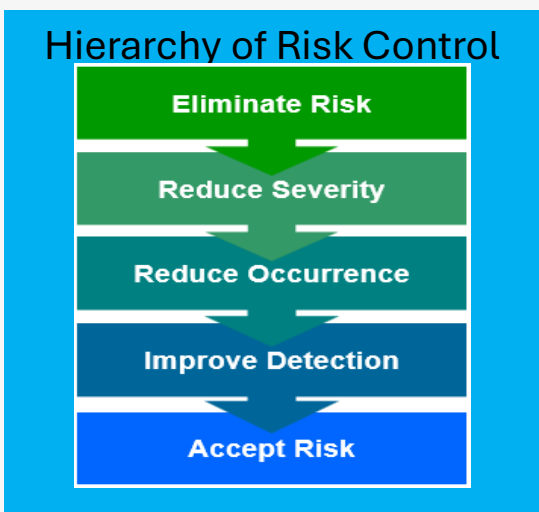 Hierarchy of Risk Control
Eliminate Risk
Reduce Severity
Reduce Occurrence
Improve Detection
Accept Risk